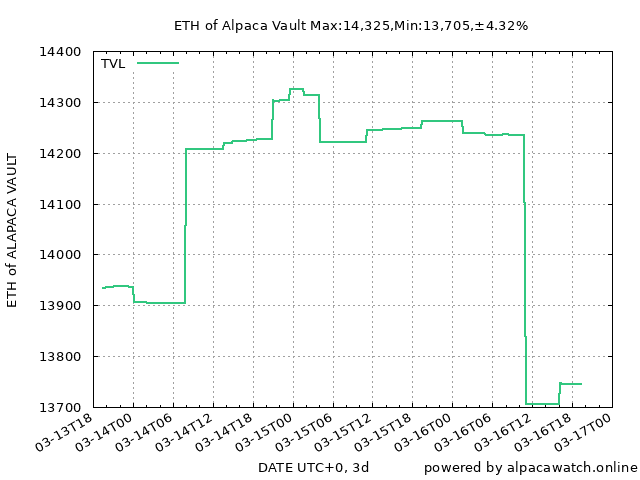 ETH of Alpaca Vault Max:14,325,Min:13,705,±4.32%
TVL
14400
14300
14200
14100
14000
13900
13800
13700
ETH of ALAPACA VAULT
03-13T18
03-14T00
03-14T06
03-14T12
03-14T18
03-15T00
03-15T06
03-15T12
03-15T18
03-16T00
03-16T06
03-16T12
03-16T18
03-17T00
DATE UTC+0, 3d
powered by alpacawatch.online